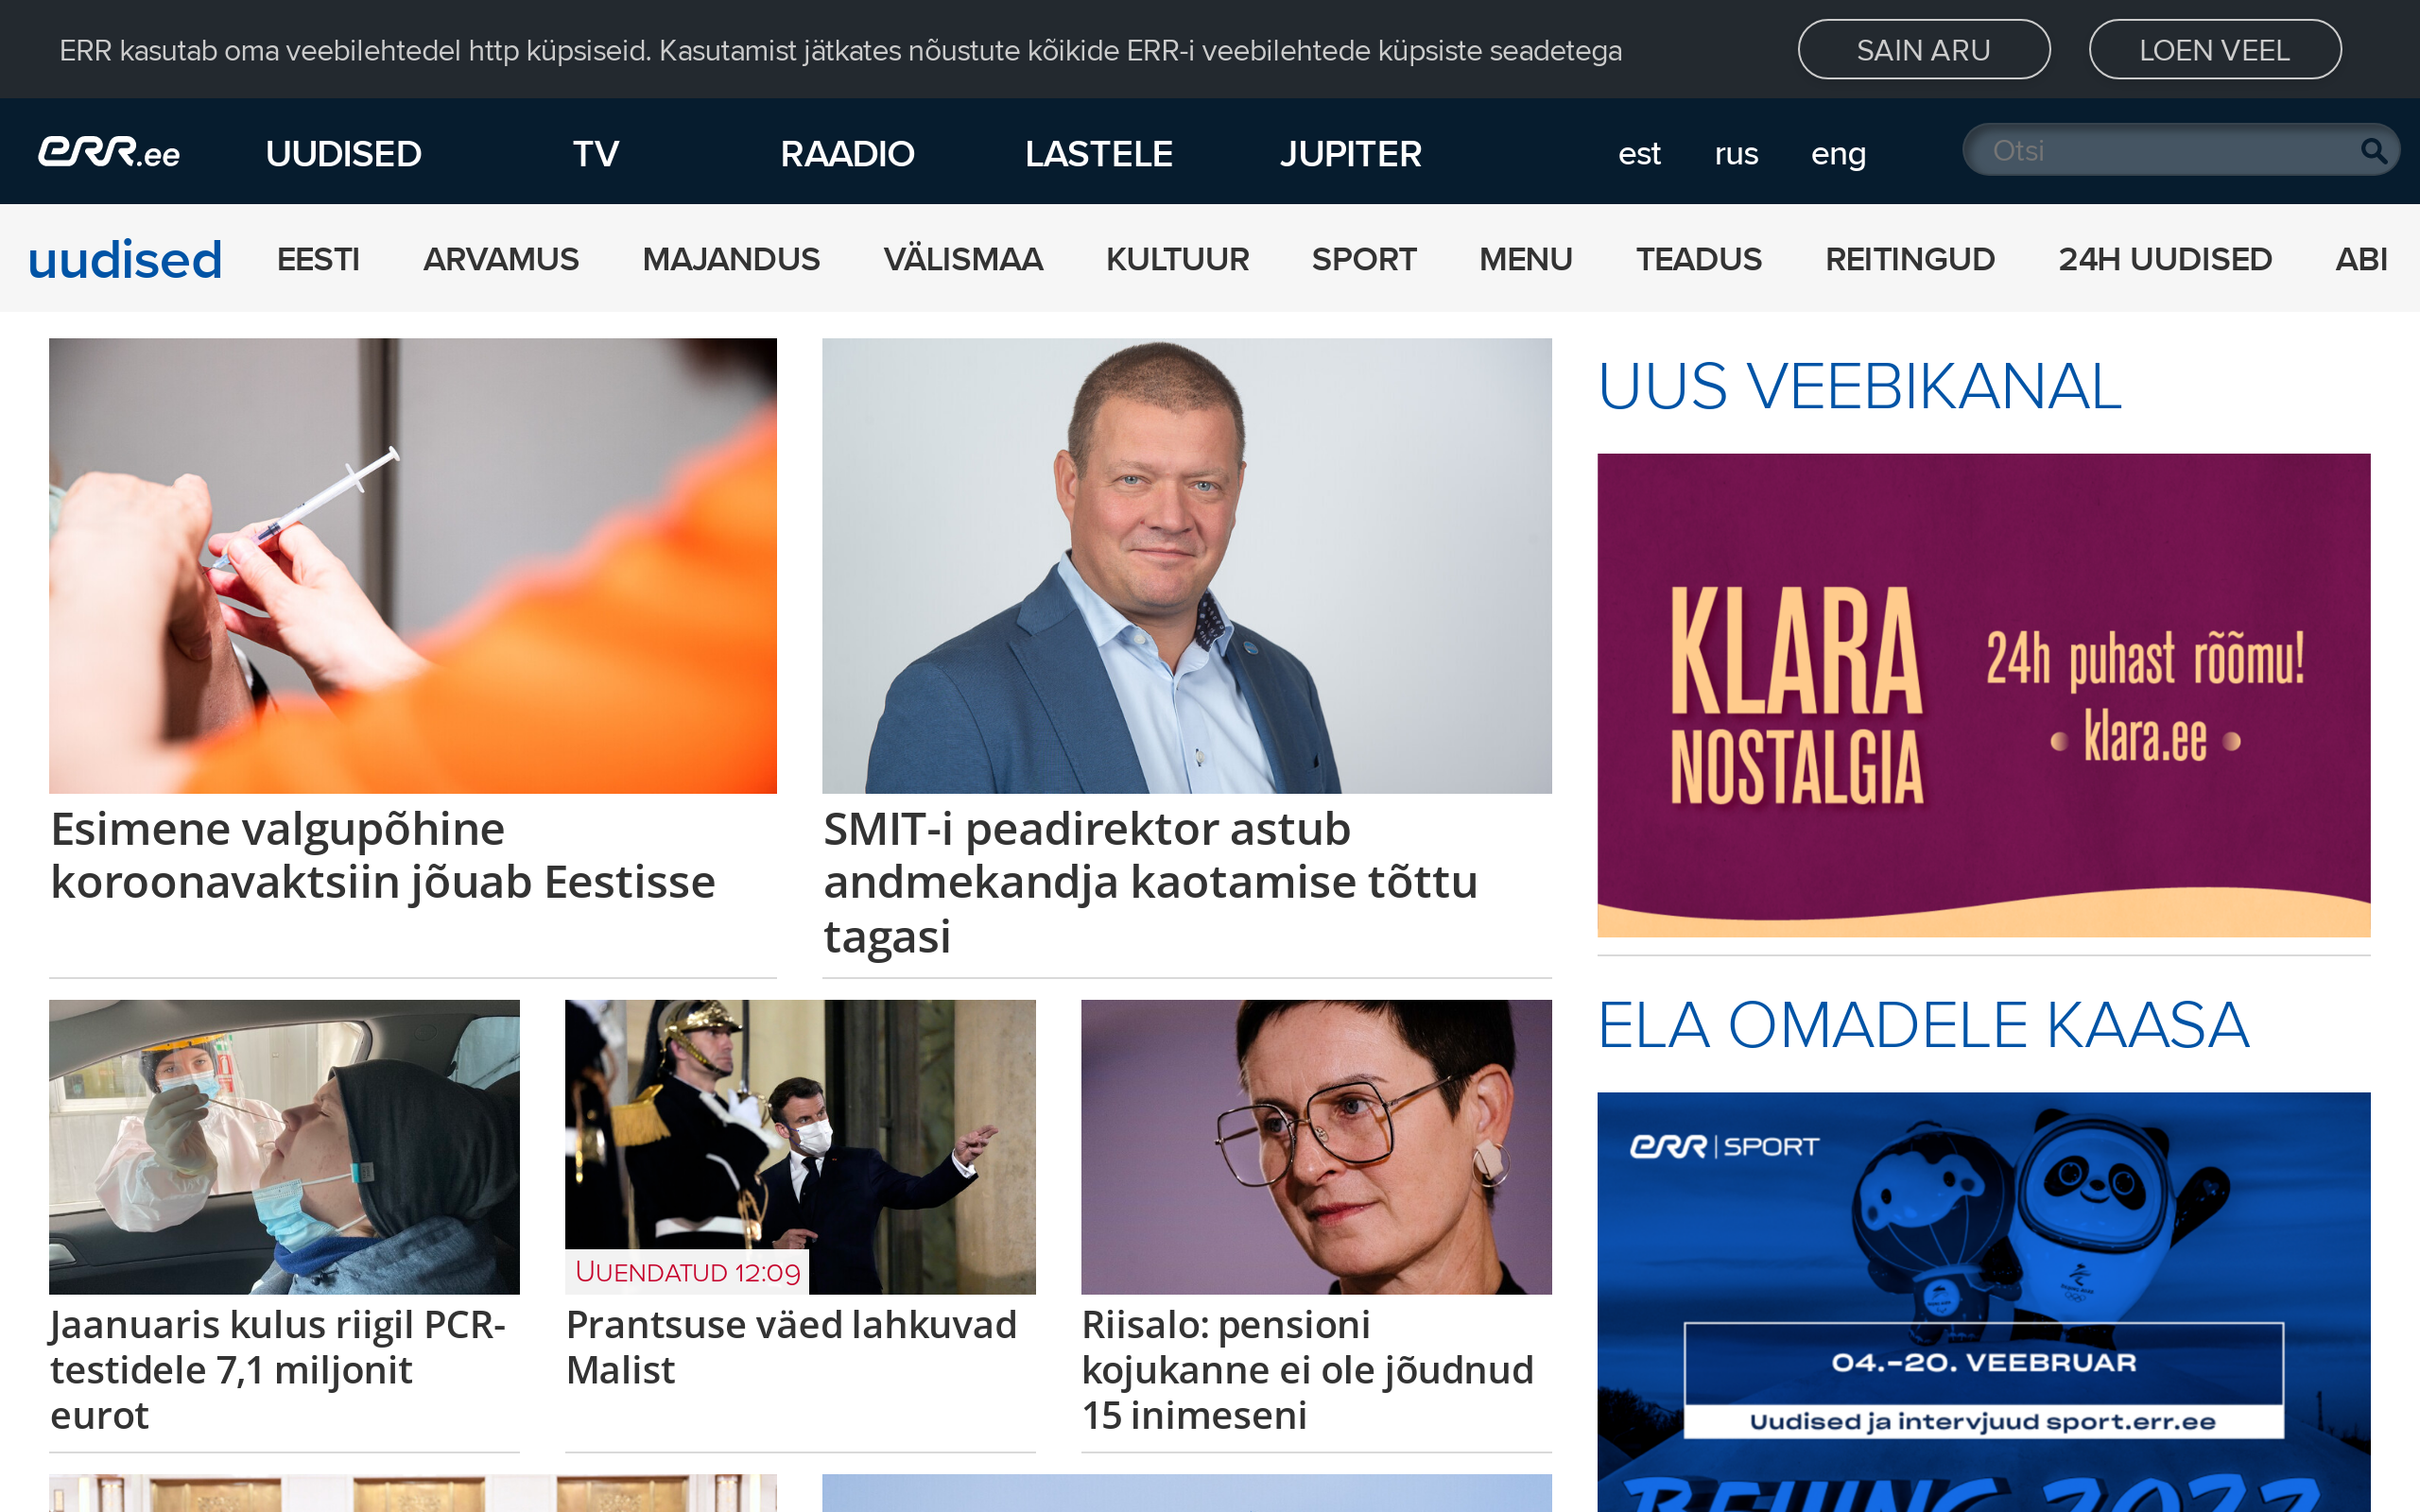 ERR kasutab oma veebilehtedel http küpsiseid. Kasutamist jätkates nõustute kõikide ERR-i veebilehtede küpsiste seadetega
SAIN ARU
LOEN VEEL
err.ee
UUDISED
TV
RAADIO
LASTELE
JUPITER
est
rus
eng
Otsi
uudised
EESTI
ARVAMUS
MAJANDUS
VÄLISMAA
KULTUUR
SPORT
MENU
TEADUS
REITINGUD
24H UUDISED
ABI
Esimene valgupõhine
koroonavaktsiin jõuab Eestisse
SMIT-i peadirektor astub
andmekandja kaotamise tõttu
tagasi
UUS VEEBIKANAL
KLARA
NOSTALGIA
24h puhast rõõmu!
• klara.ee •
UUENDATUD 12:09
Jaanuaris kulus riigil PCR-
testidele 7,1 miljonit
eurot
Prantsuse väed lahkuvad
Malist
Riisalo: pensioni
kojukanne ei ole jõudnud
15 inimeseni
ELA OMADELE KAASA
err | SPORT
04.–20. VEEBRUAR
Uudised ja intervjuud sport.err.ee
BEIJING 2022